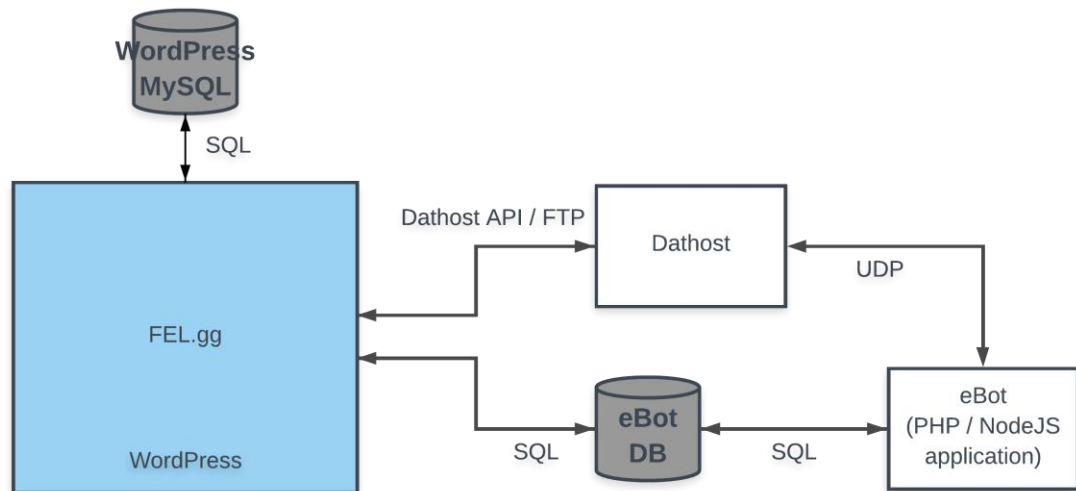 WordPress
MySQL
SQL
Dathost API / FTP
Dathost
UDP
FEL.gg
eBot
DB
eBot
(PHP / NodeJS
application)
SQL
SQL
WordPress